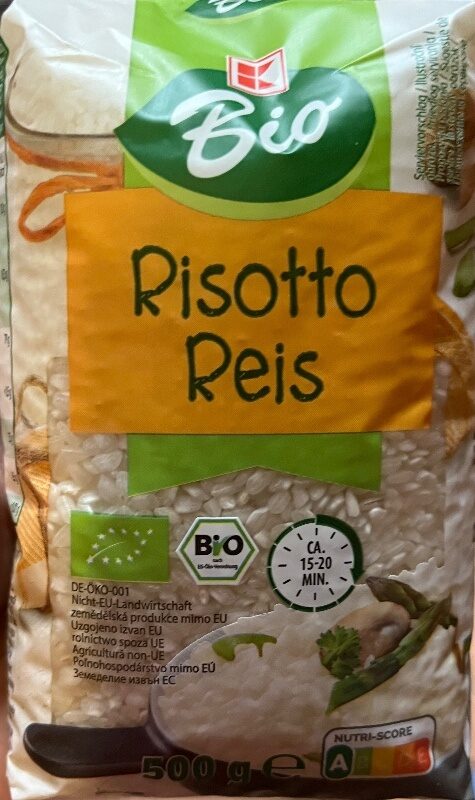 Bio
Risotto
Reis
BIO
nach
EG-Öko-Verordnung
CA.
15-20
MIN.
DE-ÖKO-001
Nicht-EU-Landwirtschaft
zemědělská produkce mimo EU
Uzgojeno izvan EU
rolnictwo spoza UE
Agricultură non-UE
Poľnohospodárstvo mimo EÚ
Земеделие извън ЕС
NUTRI-SCORE
A
E
500 g e